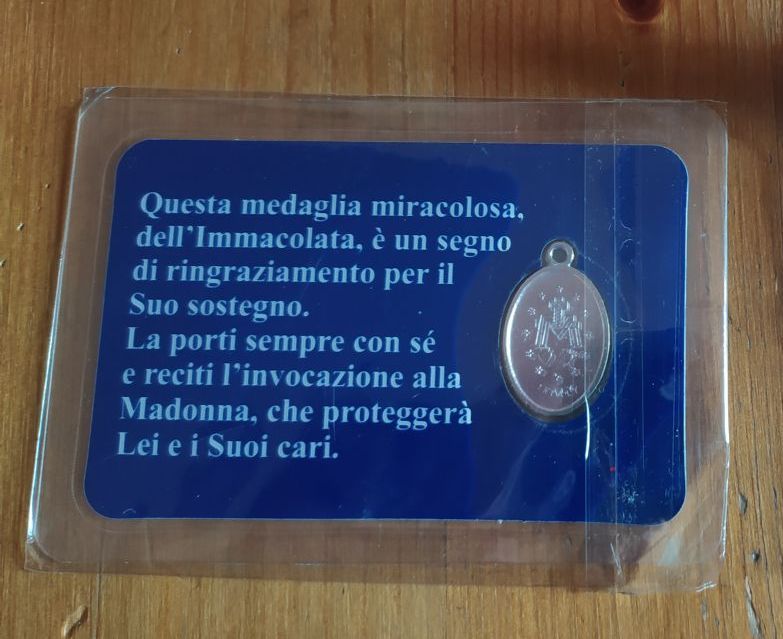 Questa medaglia miracolosa,
dell'Immacolata, è un segno
di ringraziamento per il
Suo sostegno.
La porti sempre con sé
e reciti l'invocazione alla
Madonna, che proteggerà
Lei e i Suoi cari.